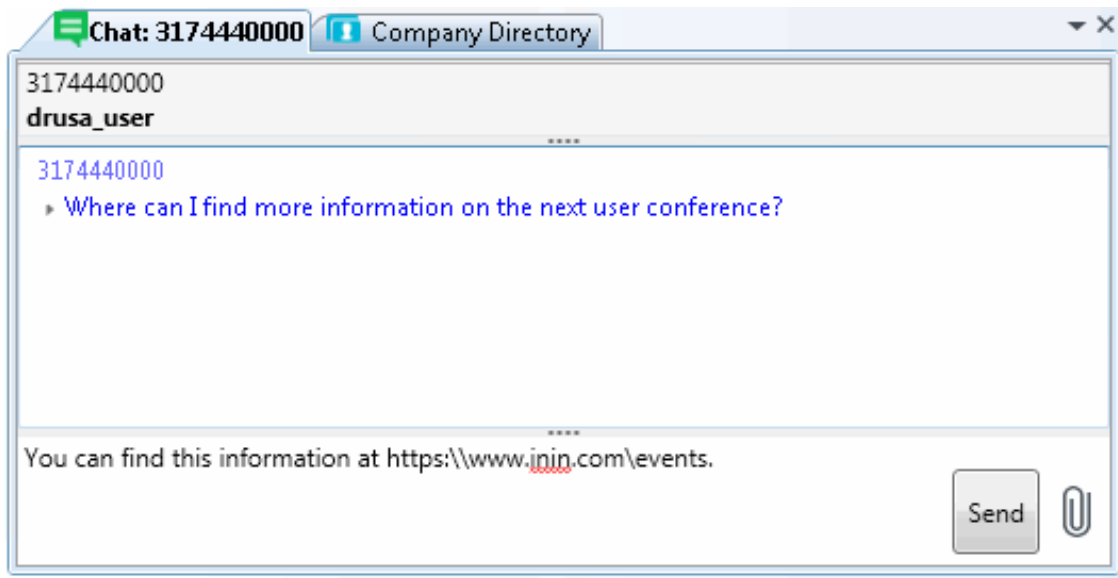 Chat: 3174440000 Company Directory
3174440000
drusa_user
3174440000
Where can I find more information on the next user conference?
You can find this information at https:\\www.inin.com\events.
Send